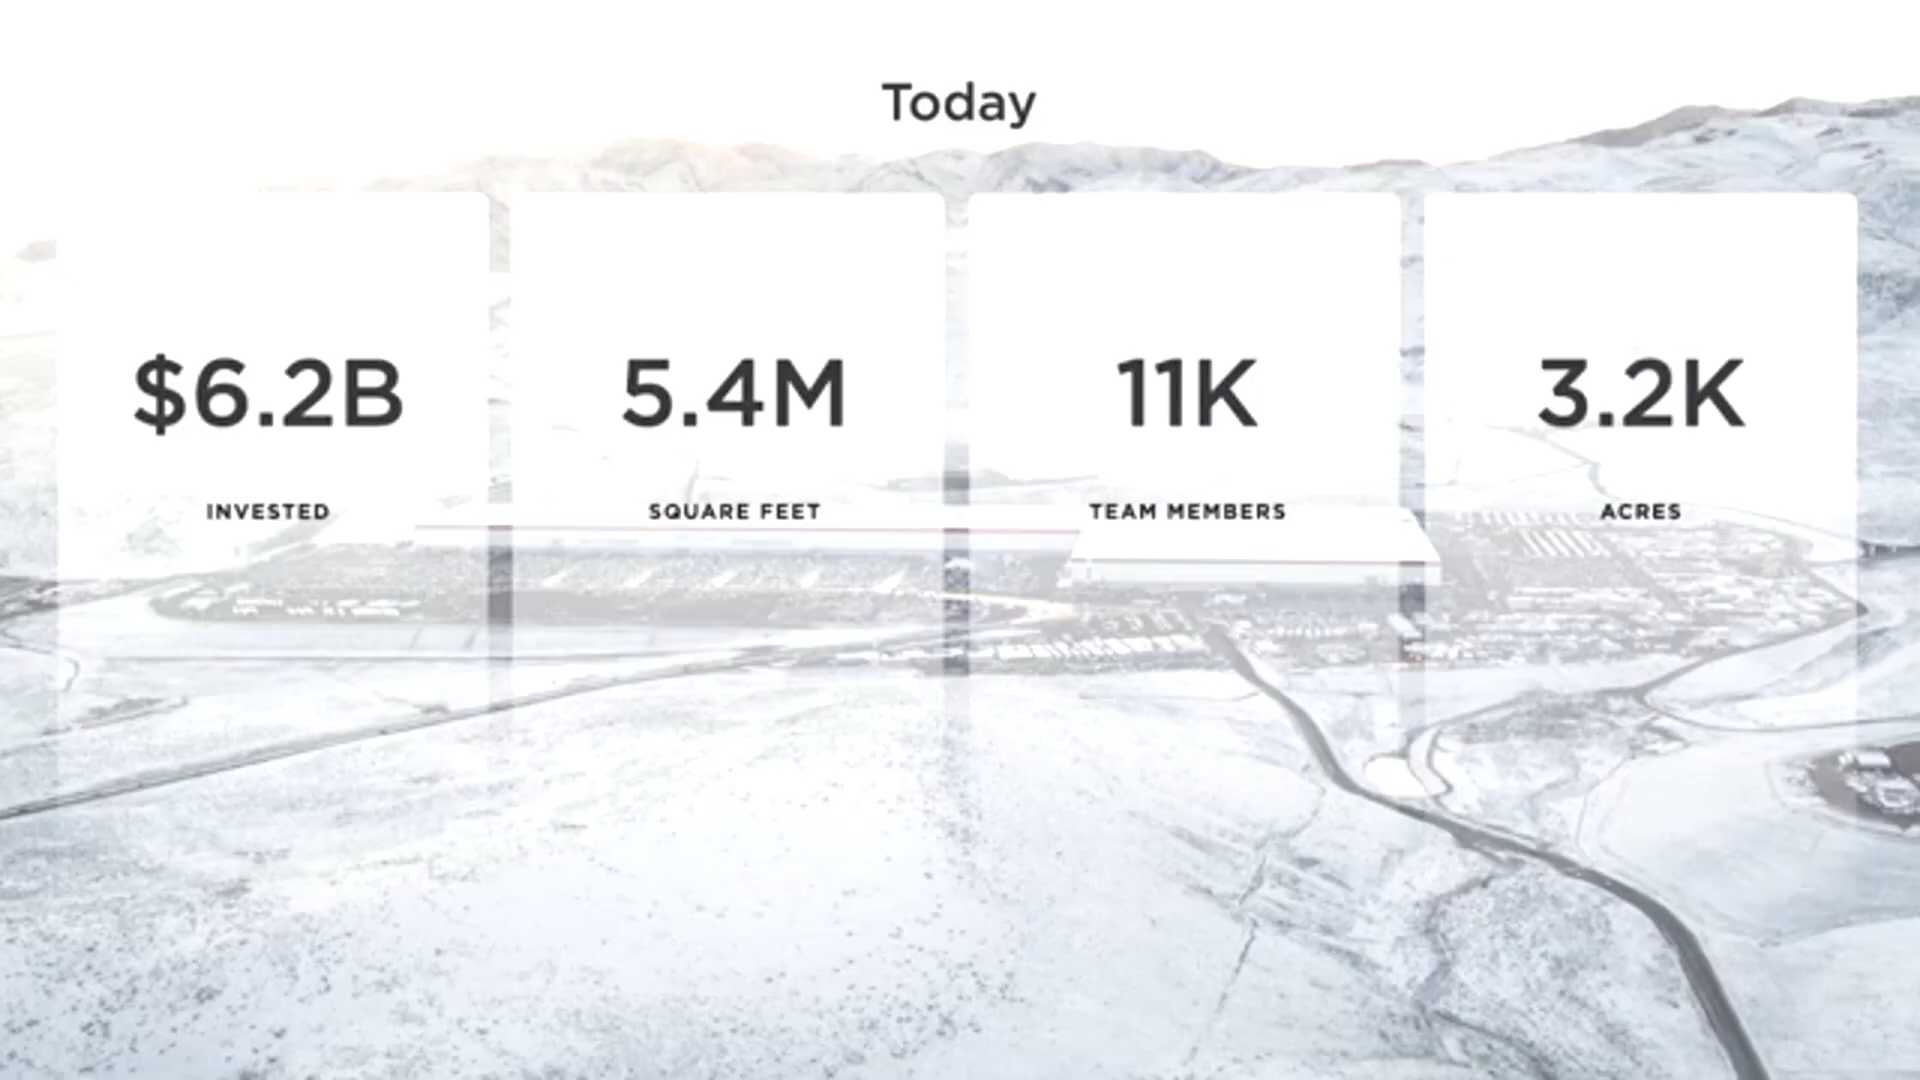 Today
$6.2B
INVESTED
5.4M
SQUARE FEET
11K
TEAM MEMBERS
3.2K
ACRES